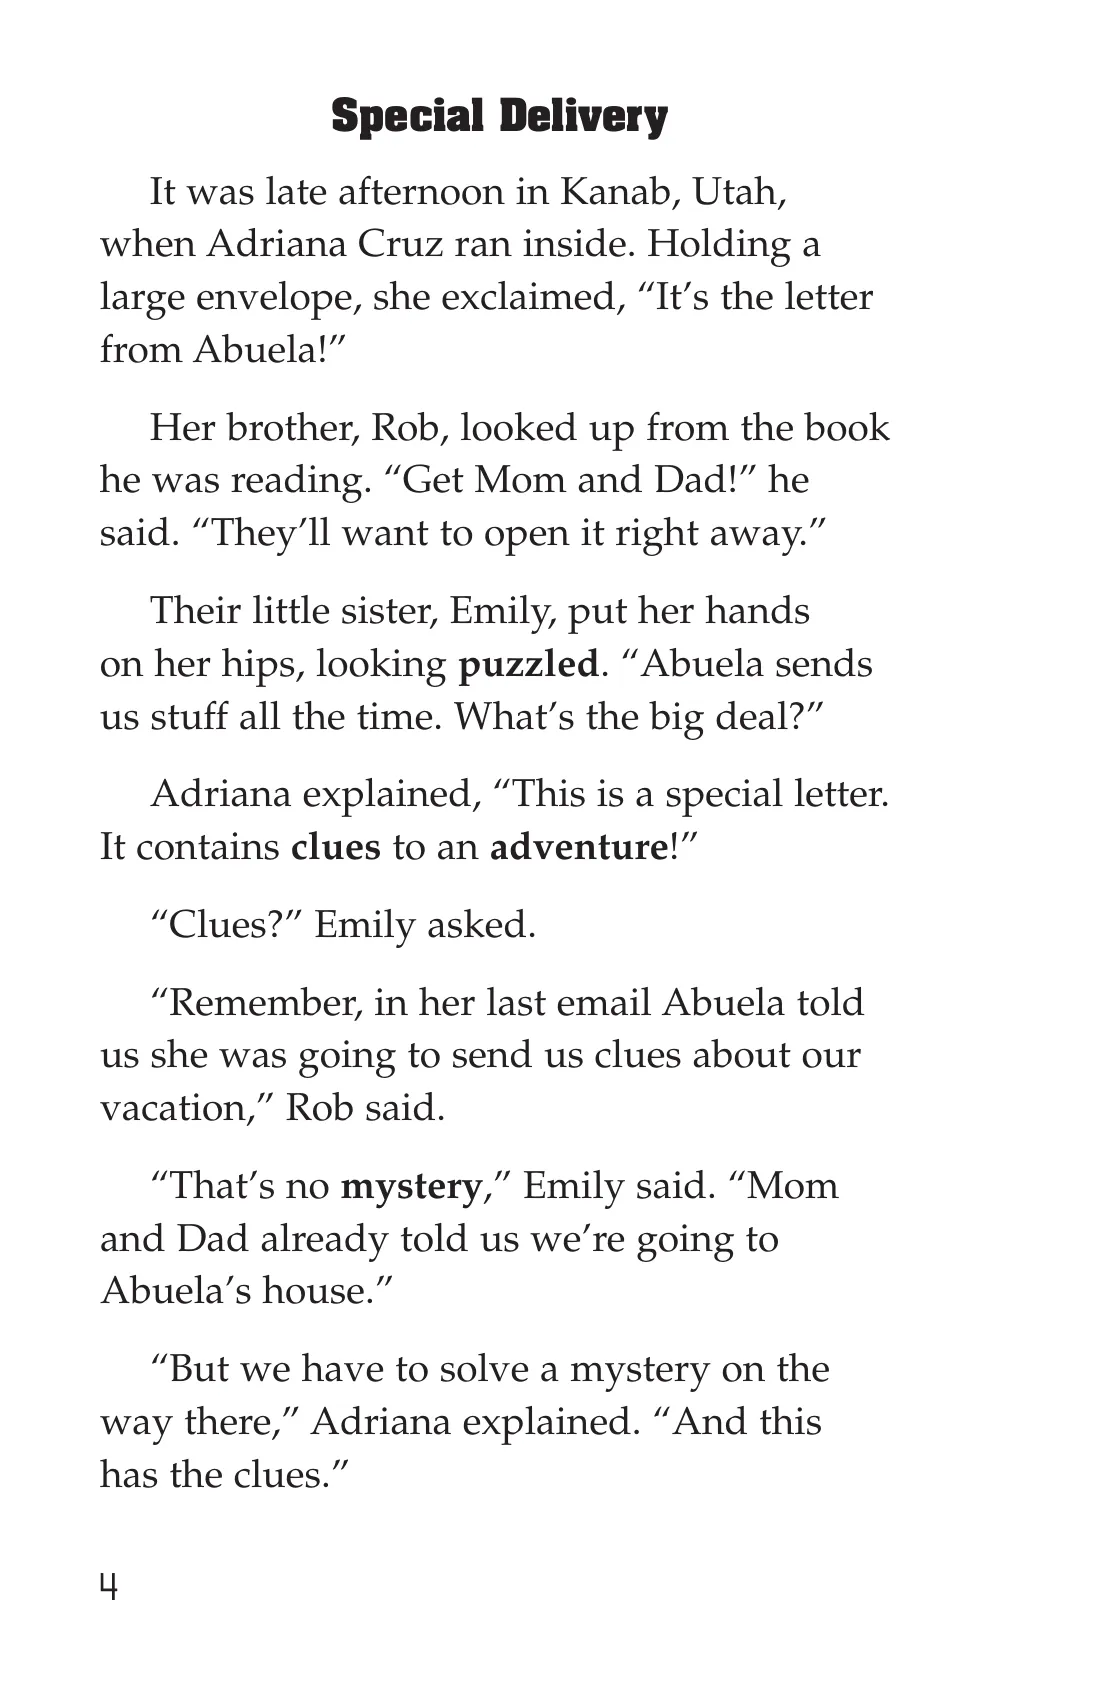 Special Delivery
It was late afternoon in Kanab, Utah,
when Adriana Cruz ran inside. Holding a
large envelope, she exclaimed, “It’s the letter
from Abuela!”
Her brother, Rob, looked up from the book
he was reading. “Get Mom and Dad!” he
said. “They’ll want to open it right away.”
Their little sister, Emily, put her hands
on her hips, looking puzzled. “Abuela sends
us stuff all the time. What’s the big deal?”
Adriana explained, “This is a special letter.
It contains clues to an adventure!”
“Clues?” Emily asked.
“Remember, in her last email Abuela told
us she was going to send us clues about our
vacation,” Rob said.
“That’s no mystery,” Emily said. “Mom
and Dad already told us we’re going to
Abuela’s house.”
“But we have to solve a mystery on the
way there,” Adriana explained. “And this
has the clues.”
4